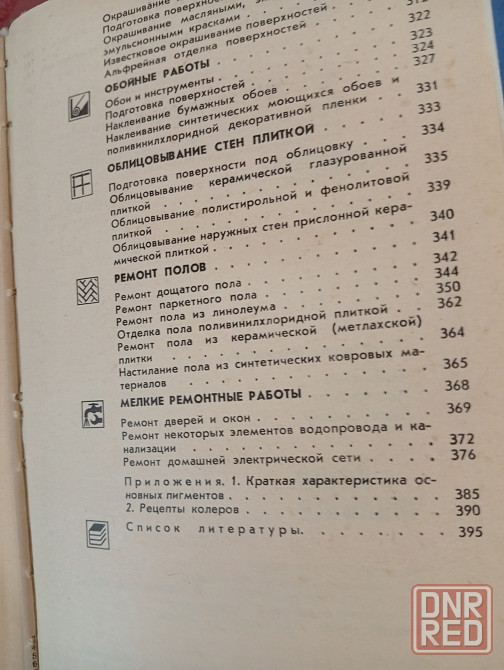 Окрашивание
Подготовка поверхност
Окрашивание масляными, э
эмульсионными красками
Известковое окрашивание поверхностей . 312
Альфрейная отделка поверхностей . . . 322
ОБОЙНЫЕ РАБОТЫ . . . . . . . . 323
Обои и инструменты . . . . . . . 324
Подготовка поверхностей . . . . . . 327
Наклеивание бумажных обоев . . . .
Наклеивание синтетических моющихся обоев и
поливинилхлоридной декоративной пленки . 331
ОБЛИЦОВЫВАНИЕ СТЕН ПЛИТКОЙ . . . . 333
Подготовка поверхности под облицовку . . . 334
Облицовывание керамической глазурованной
плиткой . . . . . . . . . . 335
Облицовывание полистирольной и фенолитовой
плиткой . . . . . . . . . . 339
Облицовывание наружных стен прислонной кера-
мической плиткой . . . . . . . . 340
РЕМОНТ ПОЛОВ . . . . . . . . . 341
Ремонт дощатого пола . . . . . . . 342
Ремонт паркетного пола . . . . . . 344
Ремонт пола из линолеума . . . . . . 350
Отделка пола поливинилхлоридной плиткой . . 362
Ремонт пола из керамической (метлахской)
плитки . . . . . . . . . . 364
Настилание пола из синтетических ковровых ма-
териалов . . . . . . . . . . 365
МЕЛКИЕ РЕМОНТНЫЕ РАБОТЫ . . . . . 368
Ремонт дверей и окон . . . . . . . 369
Ремонт некоторых элементов водопровода и ка-
нализации . . . . . . . . . . 372
Ремонт домашней электрической сети . . . . 376
Приложения. 1. Краткая характеристика ос-
новных пигментов . . . . . . . . 385
2. Рецепты колеров . . . . . . . 390
Список литературы. . . . . . . . 395
DNR
RED